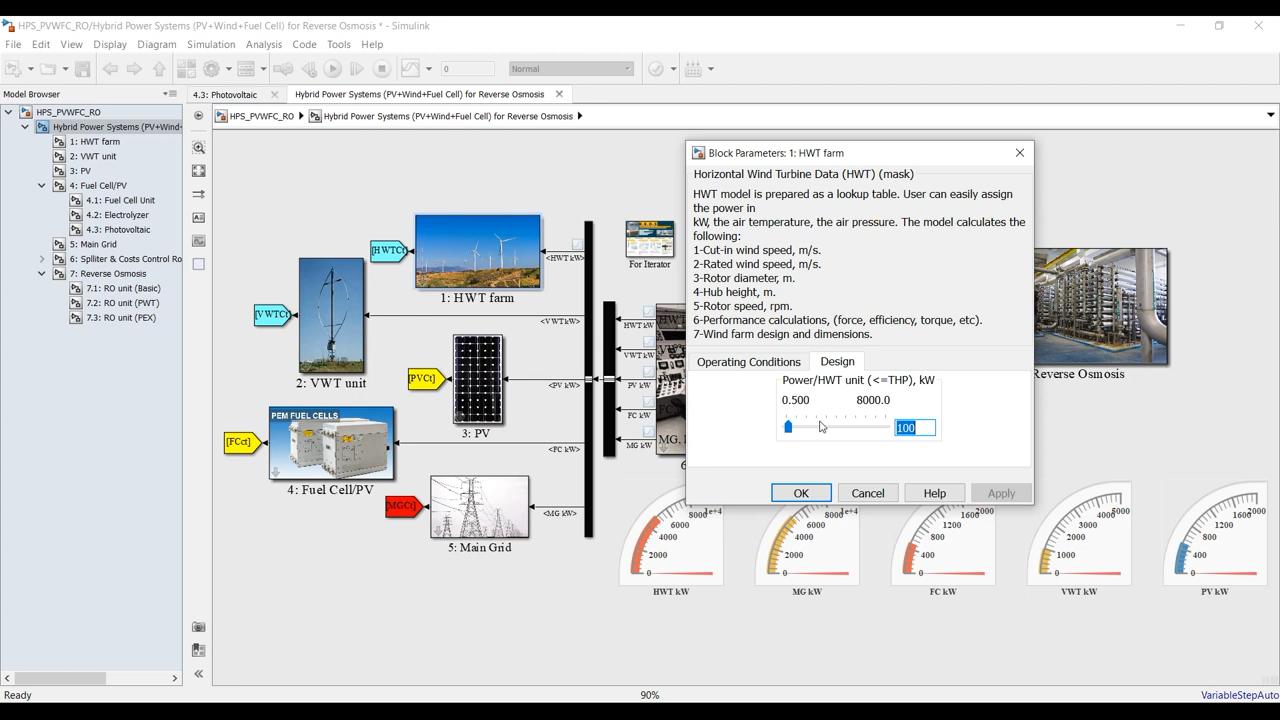 HPS_PVWFC_RO/Hybrid Power Systems (PV+Wind+Fuel Cell) for Reverse Osmosis * - Simulink
File Edit View Display Diagram Simulation Analysis Code Tools Help
0
Normal
Model Browser
4.3: Photovoltaic
Hybrid Power Systems (PV+Wind+Fuel Cell) for Reverse Osmosis
HPS_PVWFC_RO
Hybrid Power Systems (PV+Wind+Fuel Cell) for Reverse Osmosis
HPS_PVWFC_RO
Hybrid Power Systems (PV+Wind+
1: HWT farm
2: VWT unit
3: PV
4: Fuel Cell/PV
4.1: Fuel Cell Unit
4.2: Electrolyzer
4.3: Photovoltaic
5: Main Grid
6: Spliiter & Costs Control Ro
7: Reverse Osmosis
7.1: RO unit (Basic)
7.2: RO unit (PWT)
7.3: RO unit (PEX)
[HWTCt]
1: HWT farm
<HWT kW>
[VWTCt]
2: VWT unit
<VWT kW>
[PVCt]
3: PV
<PV kW>
PEM FUEL CELLS
[FCct]
4: Fuel Cell/PV
<FC kW>
[MGCt]
5: Main Grid
<MG kW>
For Iterator
HWT kW
VWT kW
PV kW
FC kW
MG kW
HWT
MG.
6
Reverse Osmosis
Block Parameters: 1: HWT farm
Horizontal Wind Turbine Data (HWT) (mask)
HWT model is prepared as a lookup table. User can easily assign
the power in
kW, the air temperature, the air pressure. The model calculates the
following:
1-Cut-in wind speed, m/s.
2-Rated wind speed, m/s.
3-Rotor diameter, m.
4-Hub height, m.
5-Rotor speed, rpm.
6-Performance calculations, (force, efficiency, torque, etc).
7-Wind farm design and dimensions.
Operating Conditions
Design
Power/HWT unit (<=THP), kW
0.500 8000.0
100
OK Cancel Help Apply
0 2000 4000 6000 8000 1e+4
HWT kW
0 2000 4000 6000 8000 1e+4
MG kW
0 400 800 1200 1600 2000
FC kW
0 1000 2000 3000 4000 5000
VWT kW
0 400 800 1200 1600 2000
PV kW
Ready
90%
VariableStepAuto